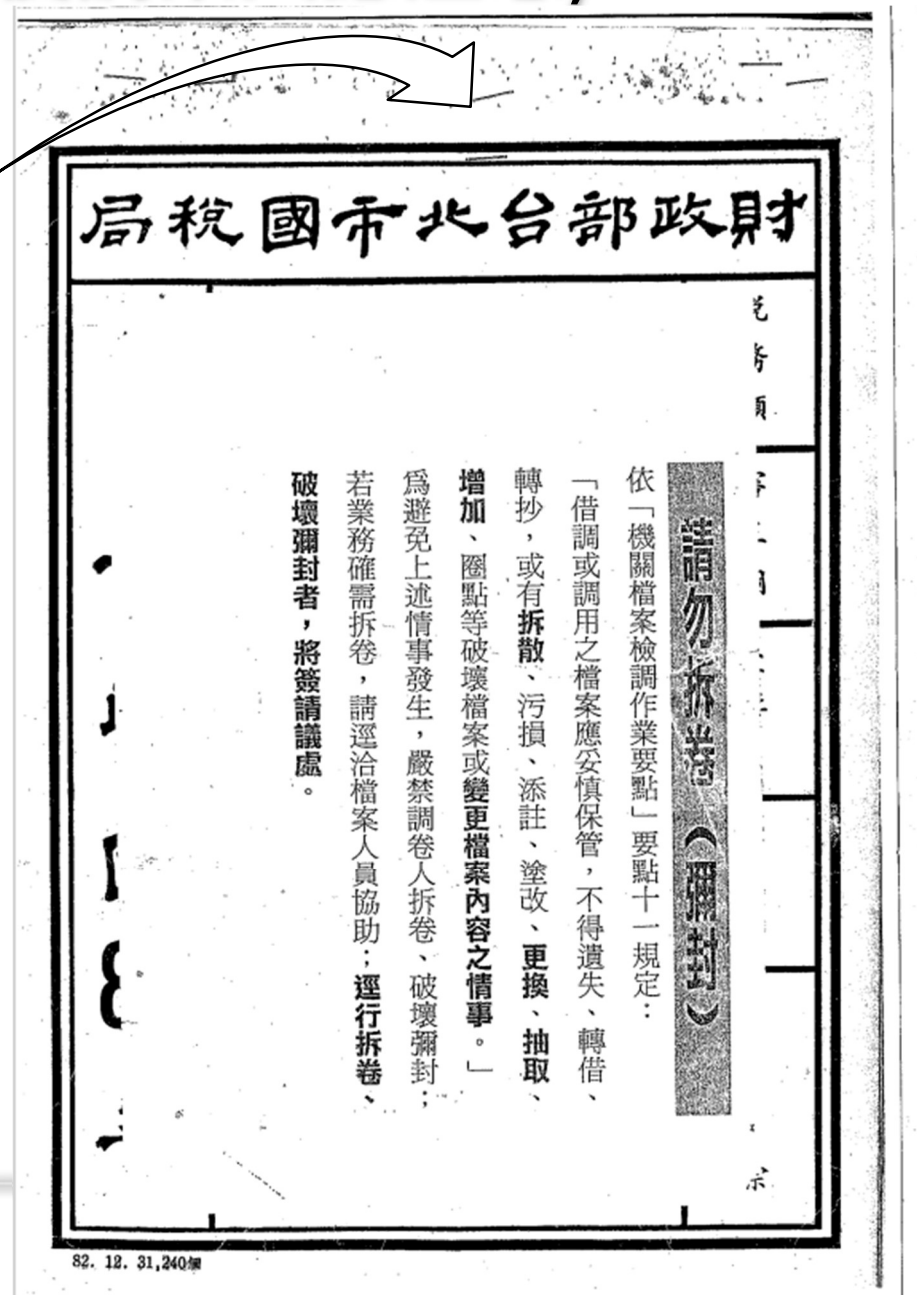 財政部台北市國稅局
請勿拆卷（彌封）
依「機關檔案檢調作業要點」要點十一規定：
「借調或調用之檔案應妥慎保管，不得遺失、轉借、
轉抄，或有拆散、污損、添註、塗改、更換、抽取、
增加、圈點等破壞檔案或變更檔案內容之情事。」
為避免上述情事發生，嚴禁調卷人拆卷、破壞彌封；
若業務確需拆卷，請逕洽檔案人員協助；逕行拆卷、
破壞彌封者，將簽請議處。
82. 12. 31,240個